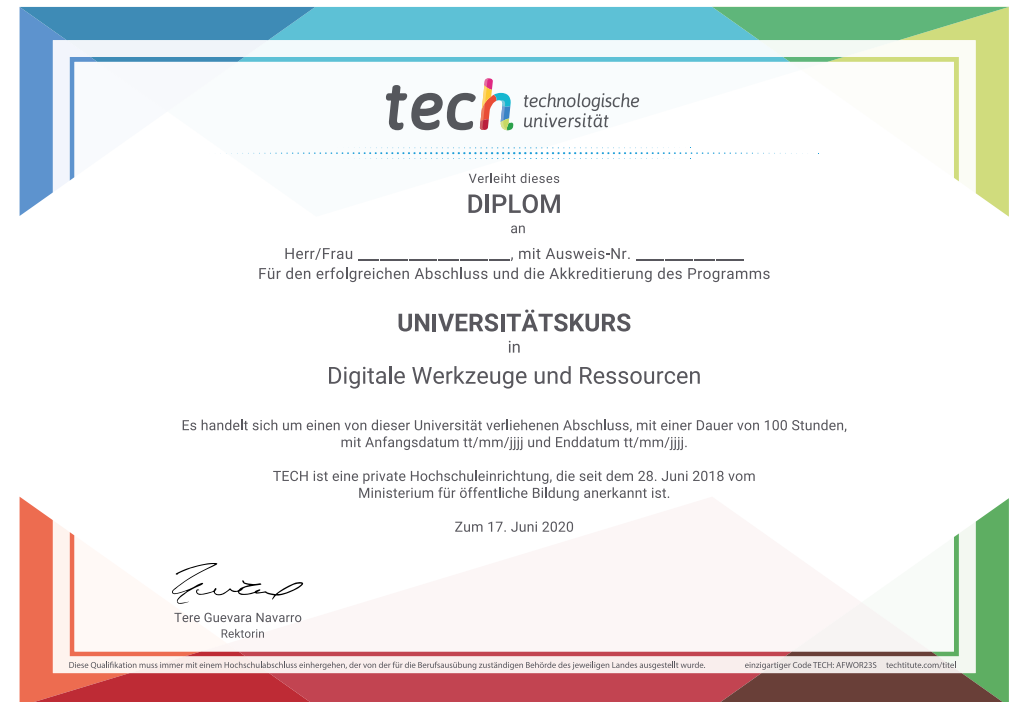 tech technologische
universität
Verleiht dieses
DIPLOM
an
Herr/Frau ____________________, mit Ausweis-Nr. ______________
Für den erfolgreichen Abschluss und die Akkreditierung des Programms
UNIVERSITÄTSKURS
in
Digitale Werkzeuge und Ressourcen
Es handelt sich um einen von dieser Universität verliehenen Abschluss, mit einer Dauer von 100 Stunden,
mit Anfangsdatum tt/mm/jjjj und Enddatum tt/mm/jjjj.
TECH ist eine private Hochschuleinrichtung, die seit dem 28. Juni 2018 vom
Ministerium für öffentliche Bildung anerkannt ist.
Zum 17. Juni 2020
Tere Guevara Navarro
Rektorin
Diese Qualifikation muss immer mit einem Hochschulabschluss einhergehen, der von der für die Berufsausübung zuständigen Behörde des jeweiligen Landes ausgestellt wurde. einzigartiger Code TECH: AFWOR235 techtitute.com/titel